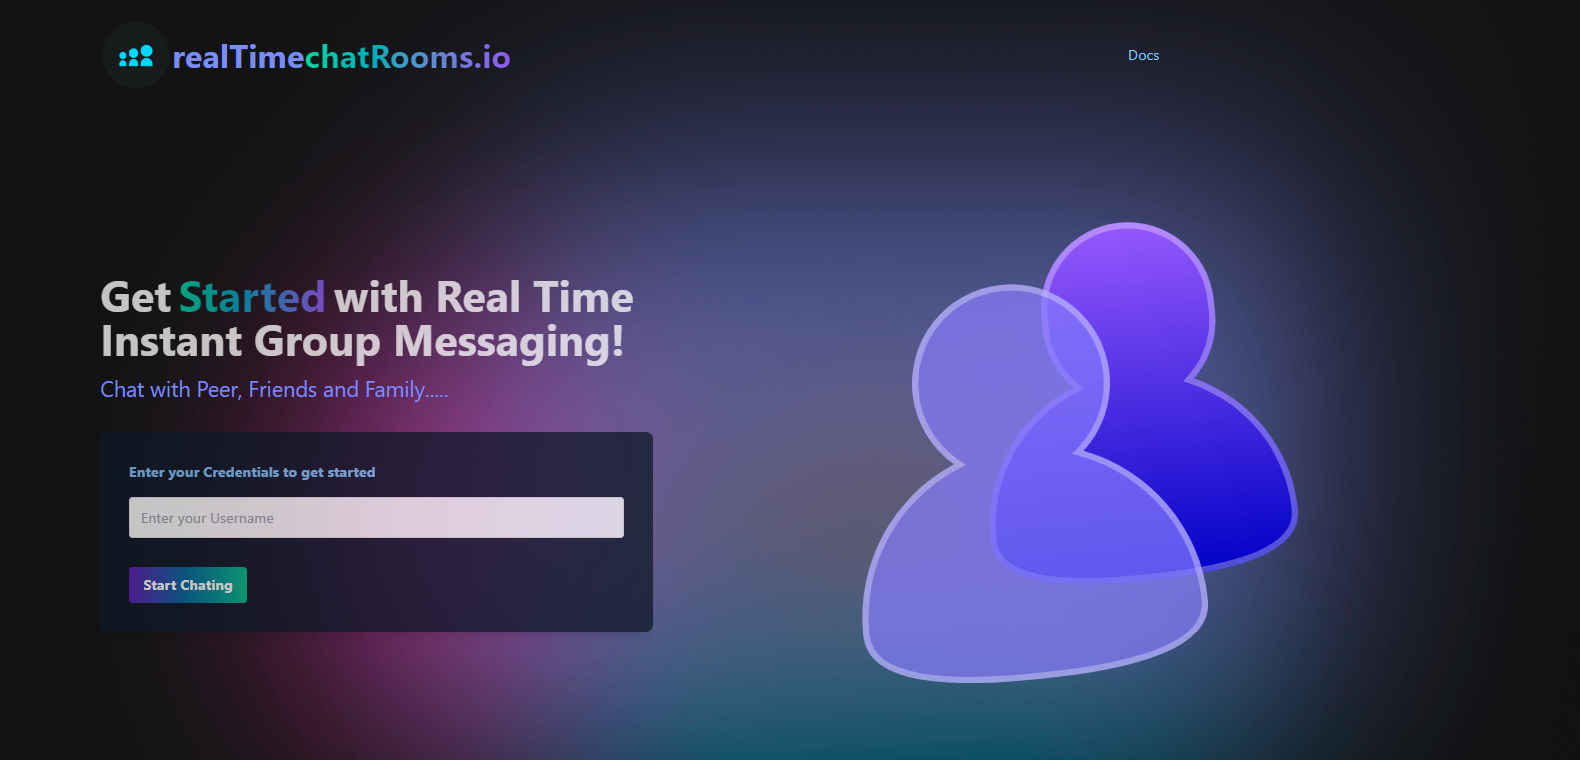 realTimechatRooms.io
Docs
Get Started with Real Time
Instant Group Messaging!
Chat with Peer, Friends and Family.....
Enter your Credentials to get started
Enter your Username
Start Chating